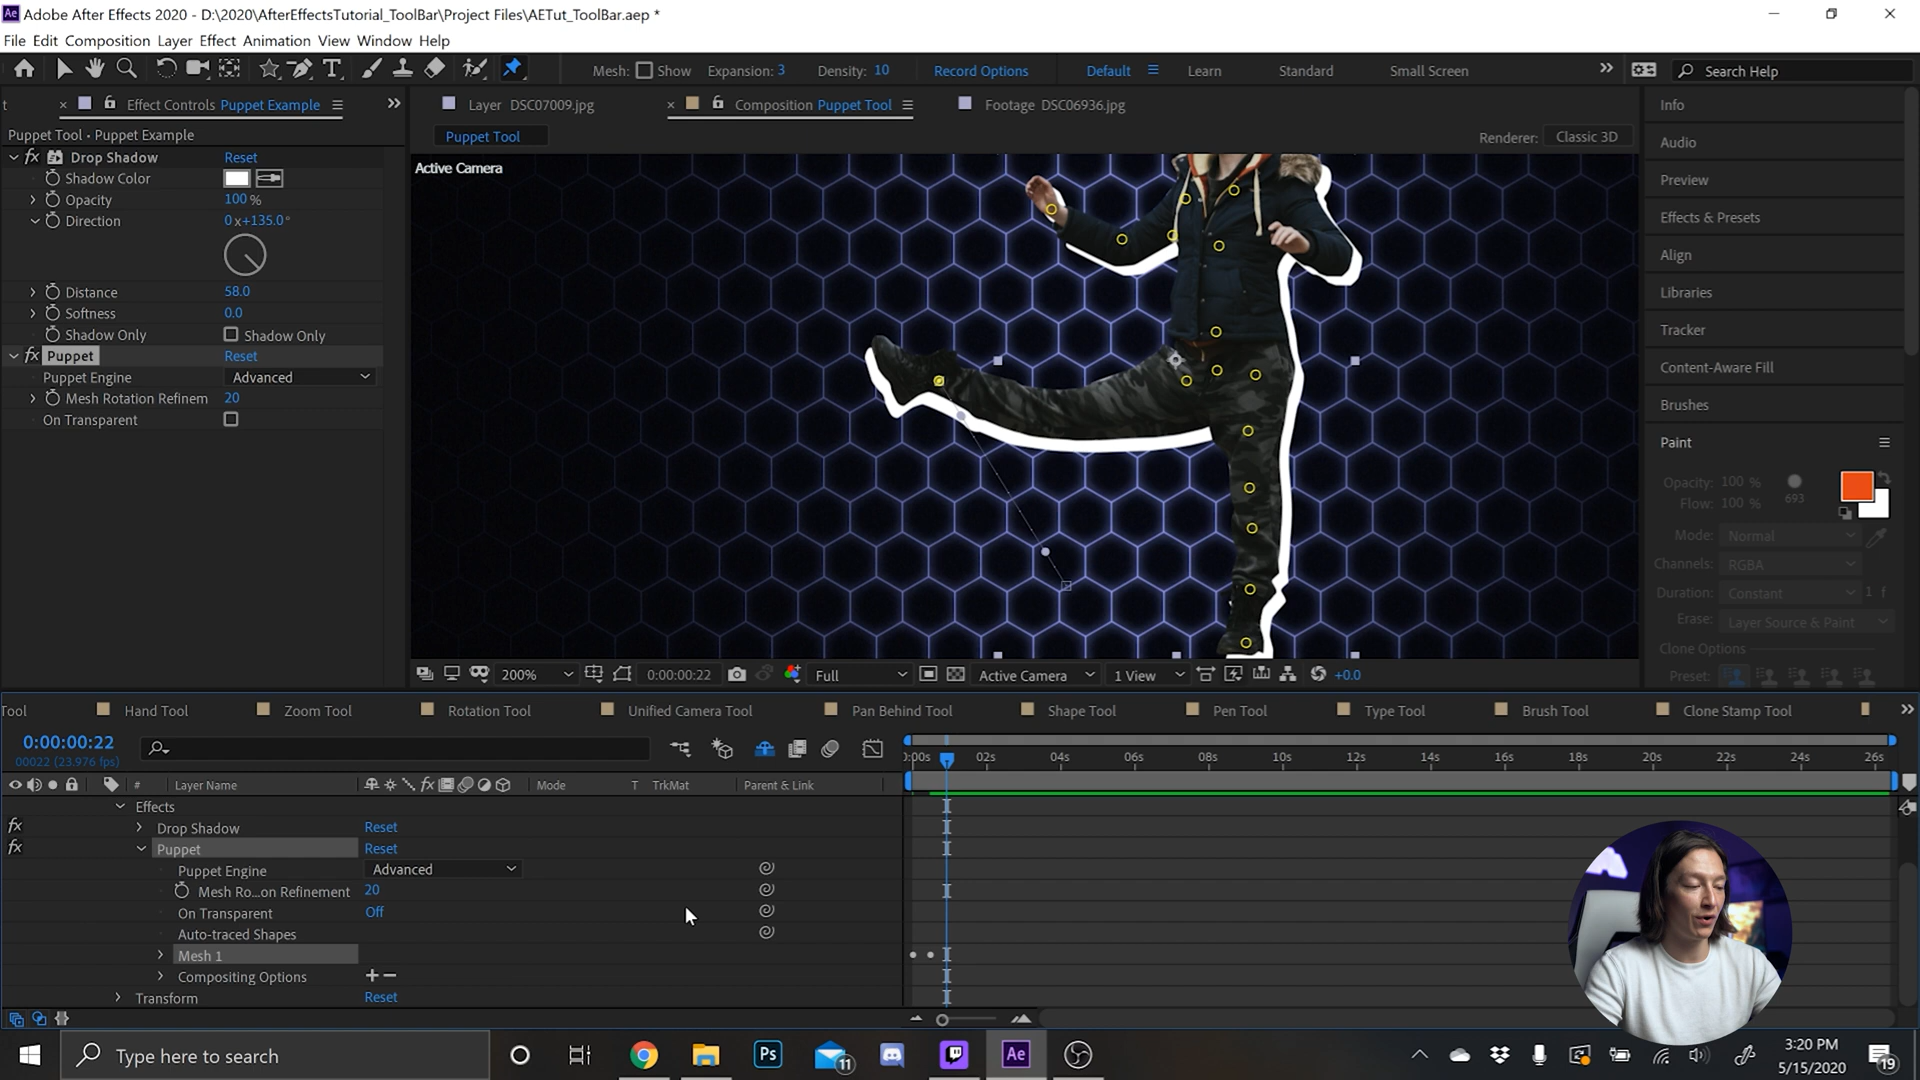 Adobe After Effects 2020 - D:\2020\AfterEffectsTutorial_ToolBar\Project Files\AETut_ToolBar.aep *
File Edit Composition Layer Effect Animation View Window Help
Mesh: Show Expansion: 3 Density: 10 Record Options Default Learn Standard Small Screen Search Help
t Effect Controls Puppet Example Layer DSC07009.jpg Composition Puppet Tool Footage DSC06936.jpg
Puppet Tool • Puppet Example
Puppet Tool Renderer: Classic 3D
Active Camera
Drop Shadow Reset
Shadow Color
Opacity 100 %
Direction 0x+135.0°
Distance 58.0
Softness 0.0
Shadow Only Shadow Only
Puppet Reset
Puppet Engine Advanced
Mesh Rotation Refinem 20
On Transparent
Info
Audio
Preview
Effects & Presets
Align
Libraries
Tracker
Content-Aware Fill
Brushes
Paint
Opacity: 100 %
Flow: 100 %
693
Mode: Normal
Channels: RGBA
Duration: Constant 1 f
Erase: Layer Source & Paint
Clone Options
Preset:
200% 0:00:00:22 Full Active Camera 1 View +0.0
Tool Hand Tool Zoom Tool Rotation Tool Unified Camera Tool Pan Behind Tool Shape Tool Pen Tool Type Tool Brush Tool Clone Stamp Tool
0:00:00:22
00022 (23.976 fps)
):00s 02s 04s 06s 08s 10s 12s 14s 16s 18s 20s 22s 24s 26s
# Layer Name Mode T TrkMat Parent & Link
Effects
fx Drop Shadow Reset
fx Puppet Reset
Puppet Engine Advanced
Mesh Ro...on Refinement 20
On Transparent Off
Auto-traced Shapes
Mesh 1
Compositing Options + −
Transform Reset
Type here to search
Ps
11
Ae
3:20 PM
5/15/2020
19